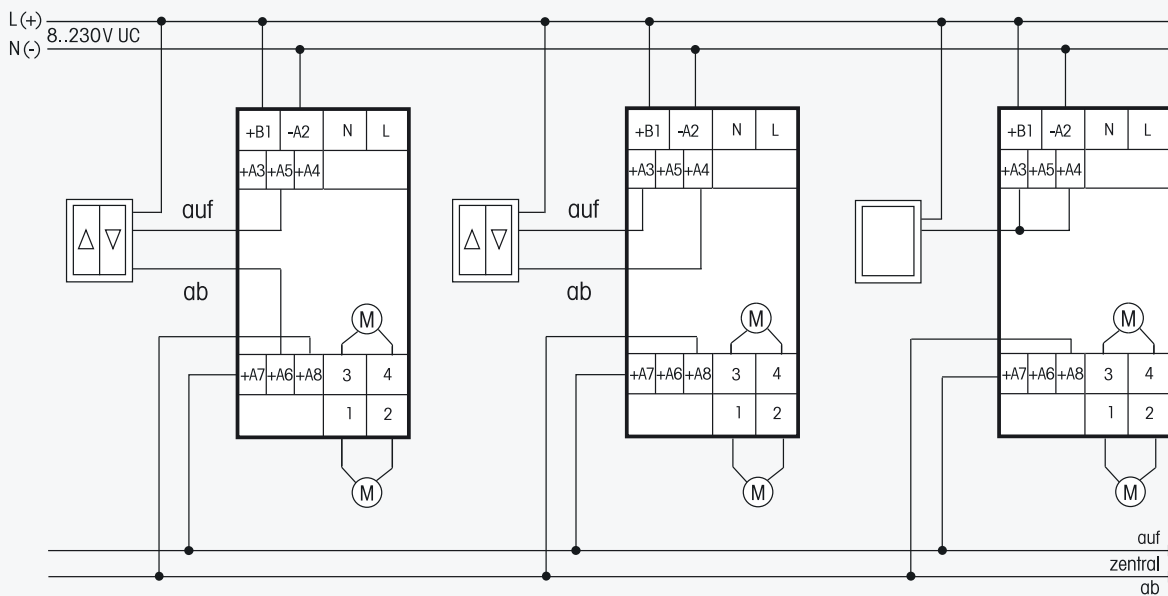 L(+)
8..230V UC
N(-)
+B1 -A2 N L
+B1 -A2 N L
+B1 -A2 N L
+A3 +A5 +A4
+A3 +A5 +A4
+A3 +A5 +A4
auf
auf
ab
ab
M
M
M
+A7 +A6 +A8 3 4
+A7 +A6 +A8 3 4
+A7 +A6 +A8 3 4
1 2
1 2
1 2
M
M
M
auf
zentral
ab